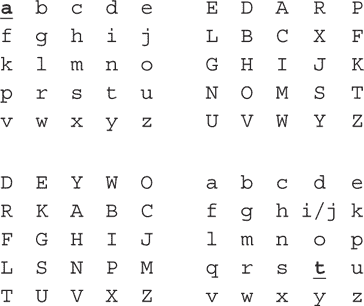 a b c d e E D A R P
f g h i j L B C X F
k l m n o G H I J K
p r s t u N O M S T
v w x y z U V W Y Z
D E Y W O a b c d e
R K A B C f g h i/j k
F G H I J l m n o p
L S N P M q r s t u
T U V X Z v w x y z